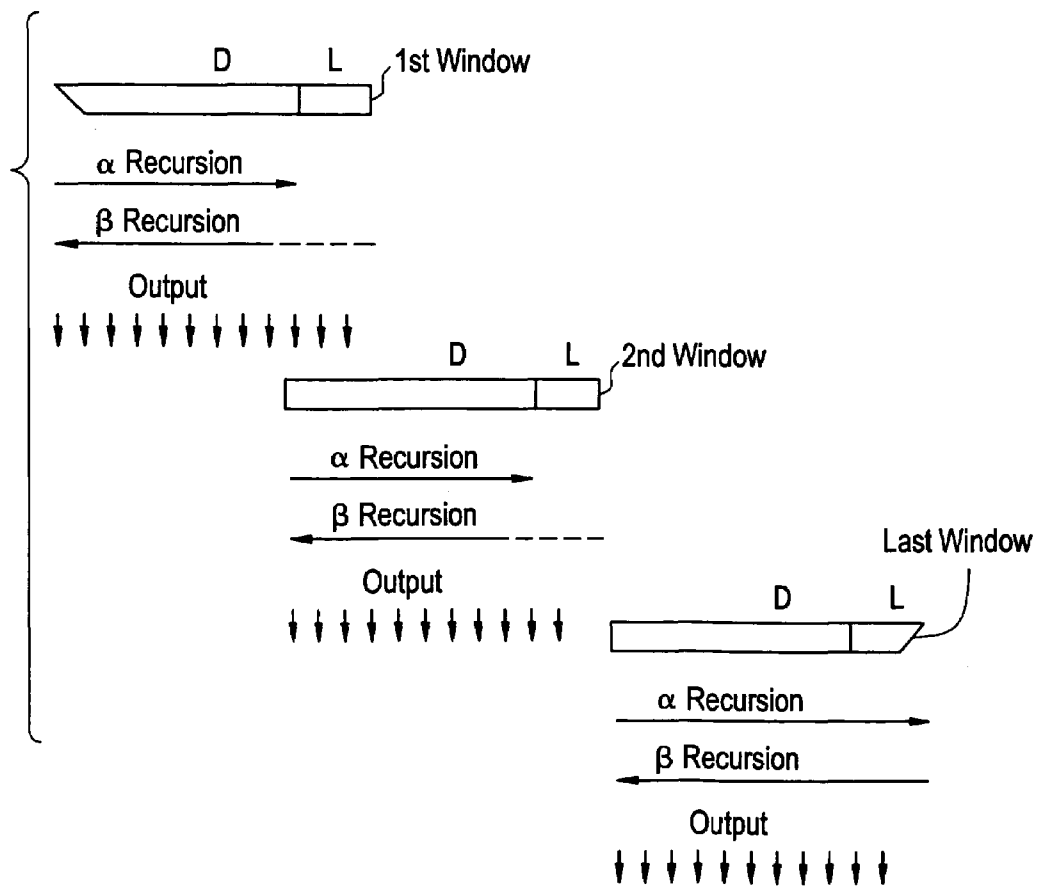 D L 1st Window
α Recursion
β Recursion
Output
D L 2nd Window
α Recursion
β Recursion
Output
Last Window
D L
α Recursion
β Recursion
Output